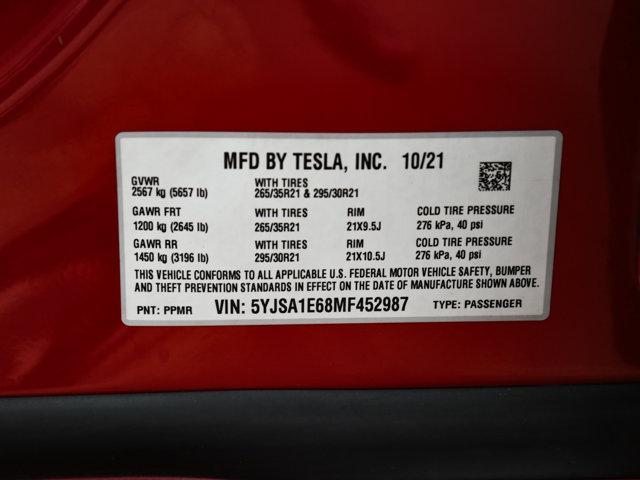 MFD BY TESLA, INC. 10/21
GVWR WITH TIRES
2567 kg (5657 lb) 265/35R21 & 295/30R21
GAWR FRT WITH TIRES RIM COLD TIRE PRESSURE
1200 kg (2645 lb) 265/35R21 21X9.5J 276 kPa, 40 psi
GAWR RR WITH TIRES RIM COLD TIRE PRESSURE
1450 kg (3196 lb) 295/30R21 21X10.5J 276 kPa, 40 psi
THIS VEHICLE CONFORMS TO ALL APPLICABLE U.S. FEDERAL MOTOR VEHICLE SAFETY, BUMPER
AND THEFT PREVENTION STANDARDS IN EFFECT ON THE DATE OF MANUFACTURE SHOWN ABOVE.
PNT: PPMR VIN: 5YJSA1E68MF452987 TYPE: PASSENGER